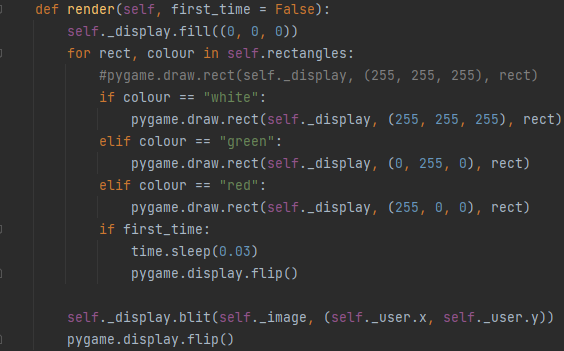 def render(self, first_time = False):
    self._display.fill((0, 0, 0))
    for rect, colour in self.rectangles:
        #pygame.draw.rect(self._display, (255, 255, 255), rect)
        if colour == "white":
            pygame.draw.rect(self._display, (255, 255, 255), rect)
        elif colour == "green":
            pygame.draw.rect(self._display, (0, 255, 0), rect)
        elif colour == "red":
            pygame.draw.rect(self._display, (255, 0, 0), rect)
        if first_time:
            time.sleep(0.03)
            pygame.display.flip()

    self._display.blit(self._image, (self._user.x, self._user.y))
    pygame.display.flip()